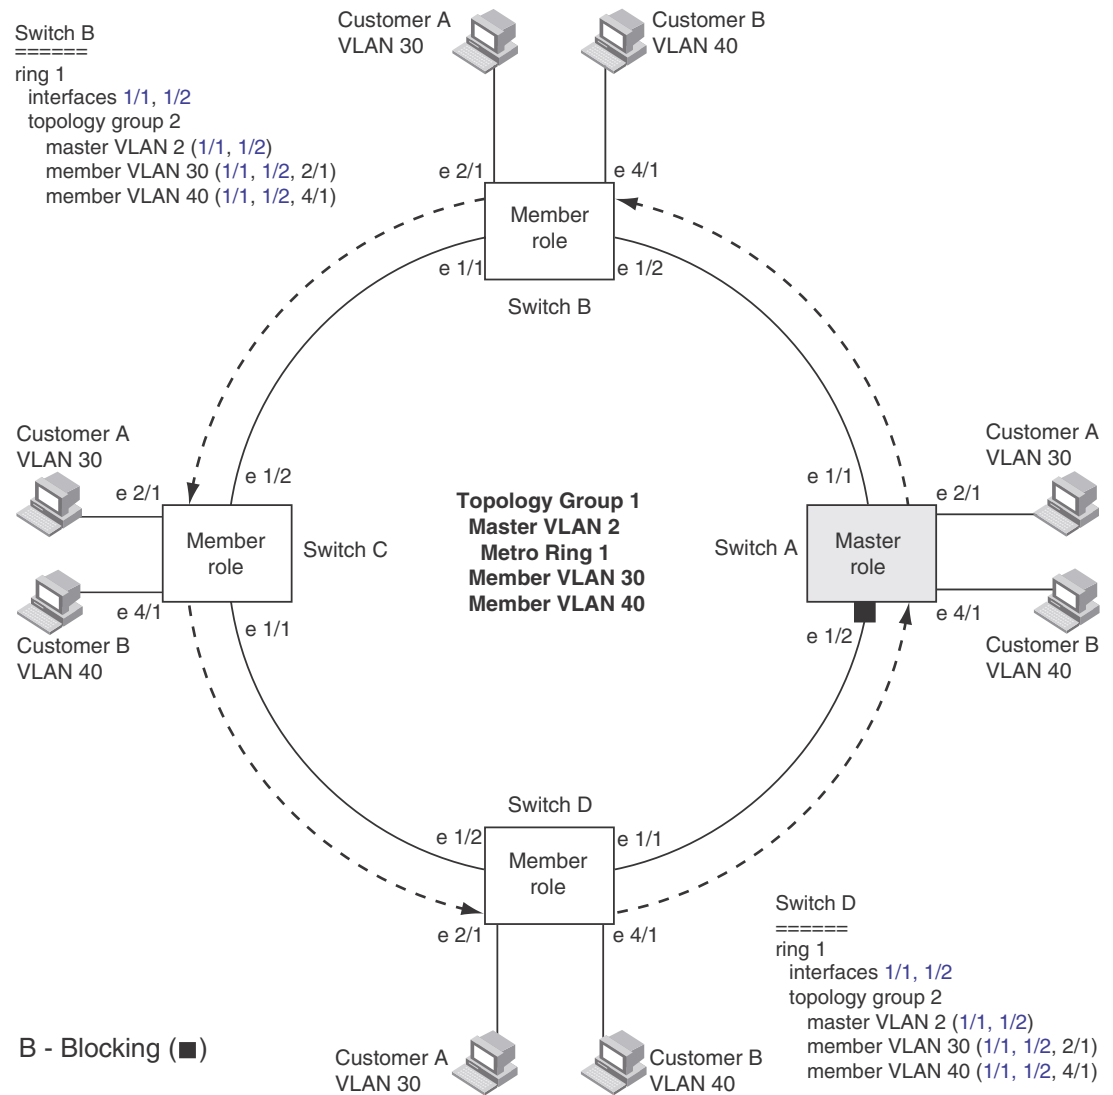 Switch B
======
ring 1
interfaces 1/1, 1/2
topology group 2
master VLAN 2 (1/1, 1/2)
member VLAN 30 (1/1, 1/2, 2/1)
member VLAN 40 (1/1, 1/2, 4/1)
Customer A
VLAN 30
Customer B
VLAN 40
e 2/1
e 4/1
Member
role
e 1/1
e 1/2
Switch B
Customer A
VLAN 30
e 2/1
e 1/2
Member
role
Switch C
e 4/1
e 1/1
Customer B
VLAN 40
Topology Group 1
Master VLAN 2
Metro Ring 1
Member VLAN 30
Member VLAN 40
Customer A
VLAN 30
e 1/1
e 2/1
Switch A
Master
role
e 1/2
e 4/1
Customer B
VLAN 40
Switch D
e 1/2
e 1/1
Member
role
e 2/1
e 4/1
Customer A
VLAN 30
Customer B
VLAN 40
Switch D
======
ring 1
interfaces 1/1, 1/2
topology group 2
master VLAN 2 (1/1, 1/2)
member VLAN 30 (1/1, 1/2, 2/1)
member VLAN 40 (1/1, 1/2, 4/1)
B - Blocking (■)